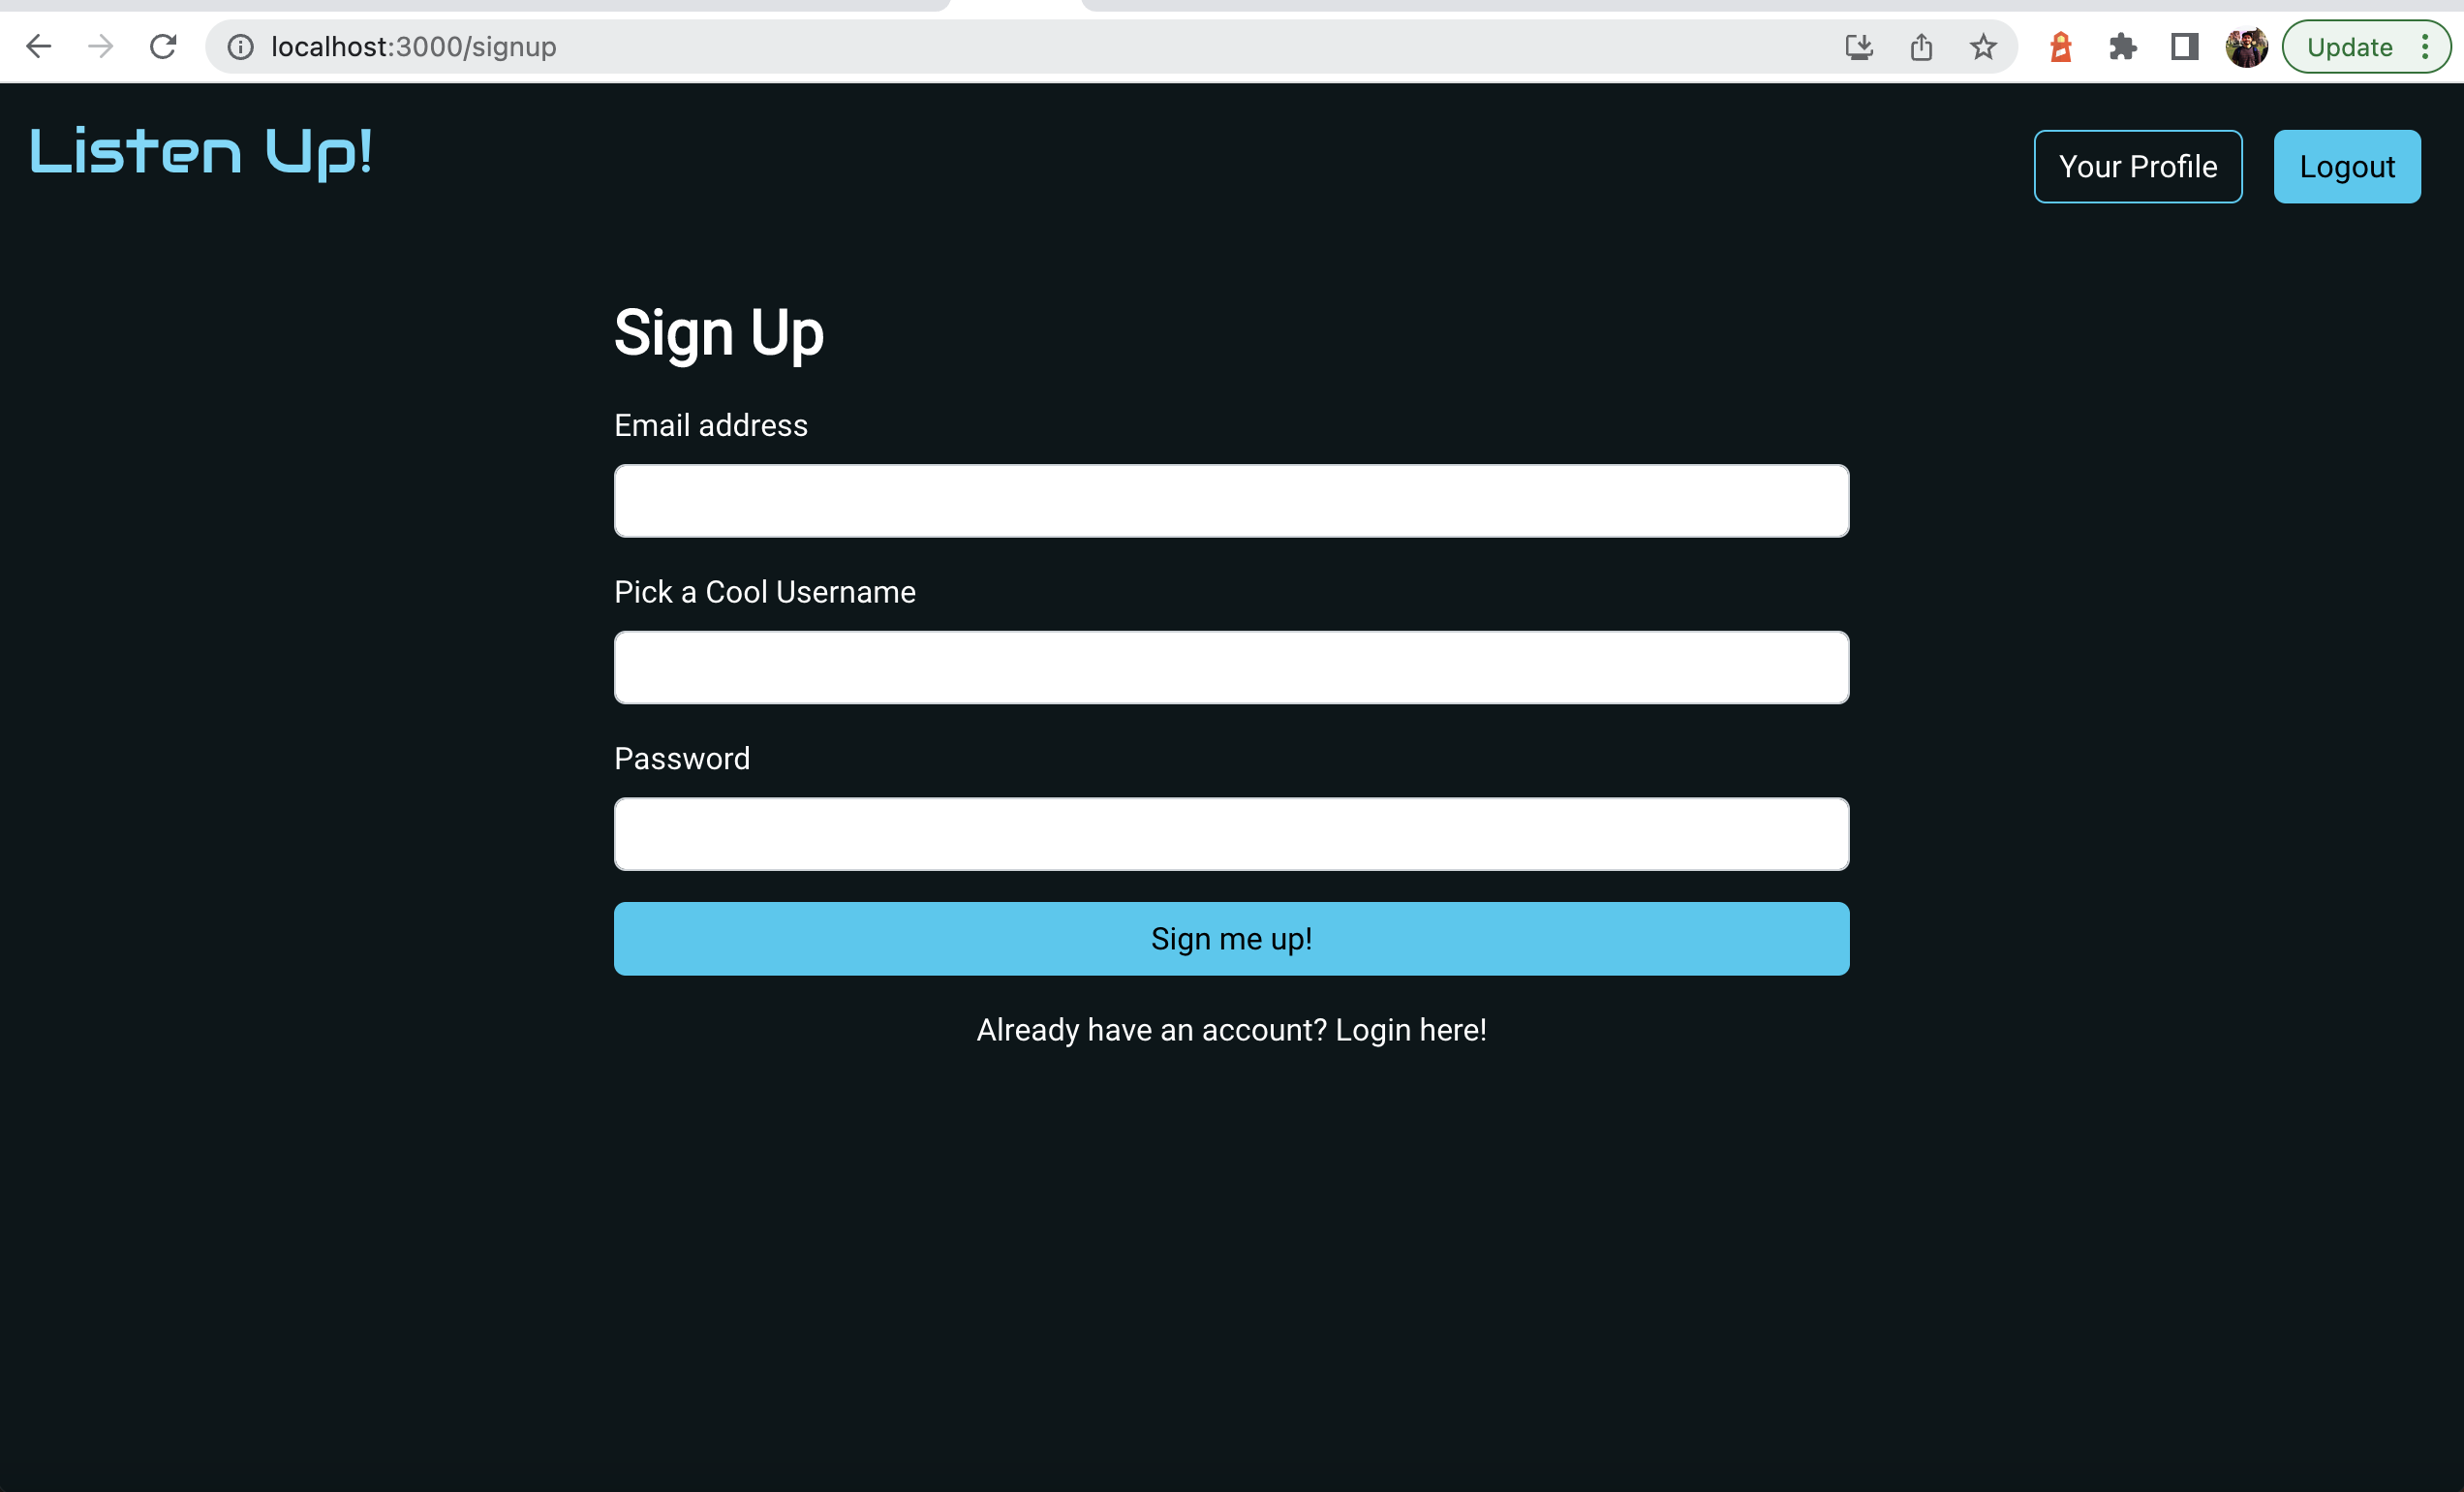 localhost:3000/signup
Update
Listen Up!
Your Profile
Logout
Sign Up
Email address
Pick a Cool Username
Password
Sign me up!
Already have an account? Login here!